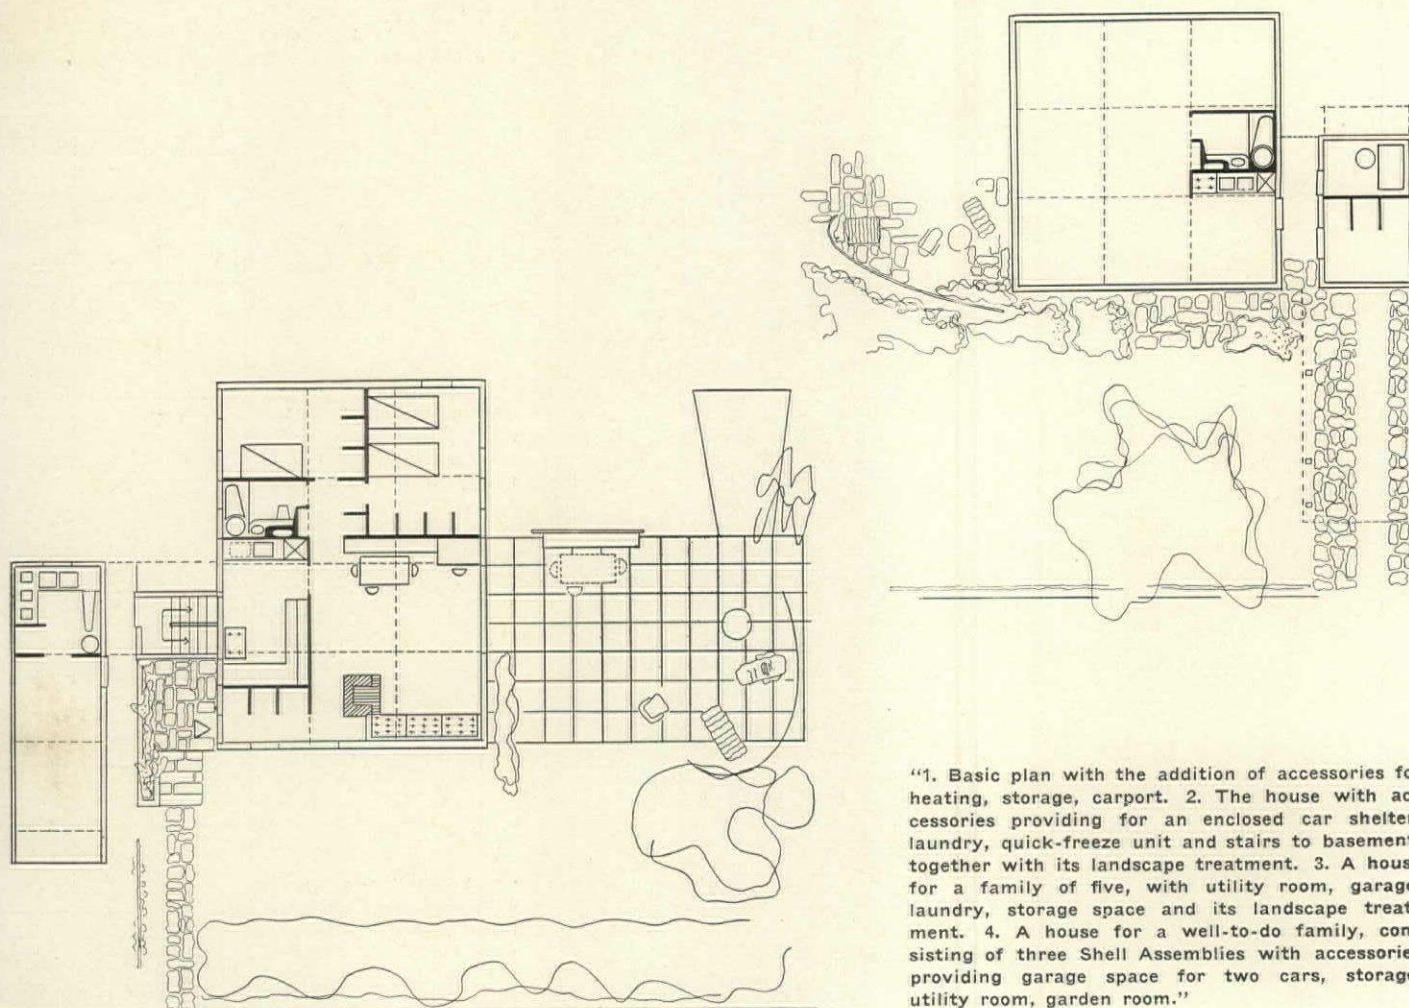 “1. Basic plan with the addition of accessories fo
heating, storage, carport. 2. The house with ac
cessories providing for an enclosed car shelter
laundry, quick-freeze unit and stairs to basement
together with its landscape treatment. 3. A hous
for a family of five, with utility room, garage
laundry, storage space and its landscape treat
ment. 4. A house for a well-to-do family, con
sisting of three Shell Assemblies with accessorie
providing garage space for two cars, storage
utility room, garden room.”